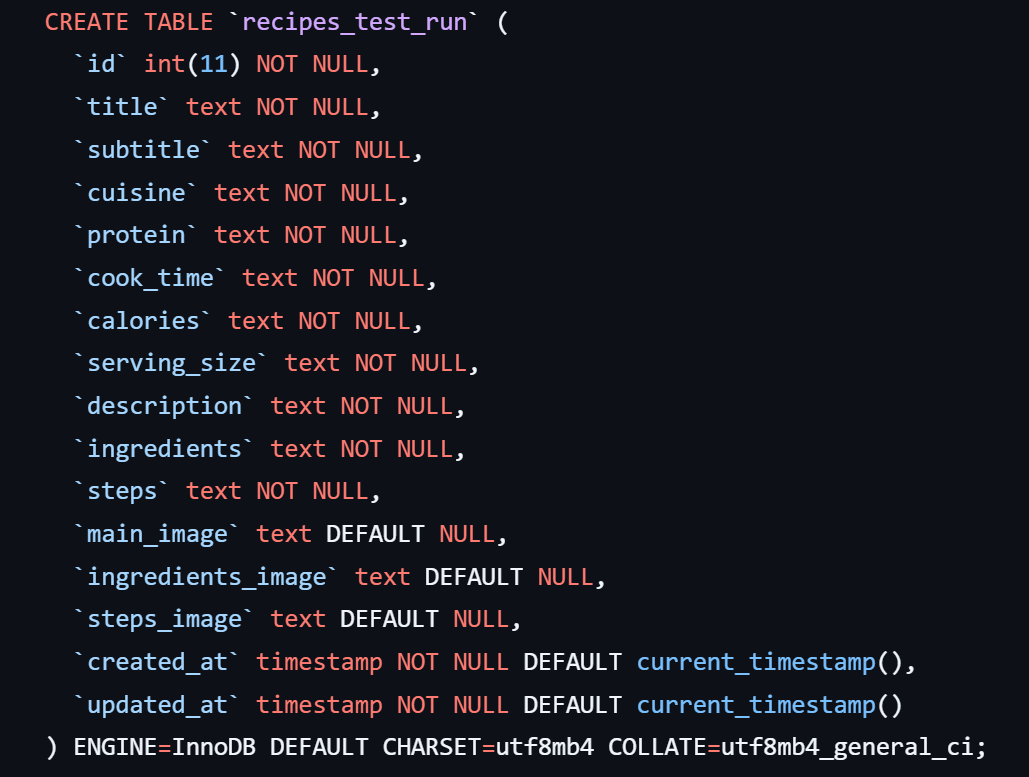 CREATE TABLE `recipes_test_run` (
`id` int(11) NOT NULL,
`title` text NOT NULL,
`subtitle` text NOT NULL,
`cuisine` text NOT NULL,
`protein` text NOT NULL,
`cook_time` text NOT NULL,
`calories` text NOT NULL,
`serving_size` text NOT NULL,
`description` text NOT NULL,
`ingredients` text NOT NULL,
`steps` text NOT NULL,
`main_image` text DEFAULT NULL,
`ingredients_image` text DEFAULT NULL,
`steps_image` text DEFAULT NULL,
`created_at` timestamp NOT NULL DEFAULT current_timestamp(),
`updated_at` timestamp NOT NULL DEFAULT current_timestamp()
) ENGINE=InnoDB DEFAULT CHARSET=utf8mb4 COLLATE=utf8mb4_general_ci;